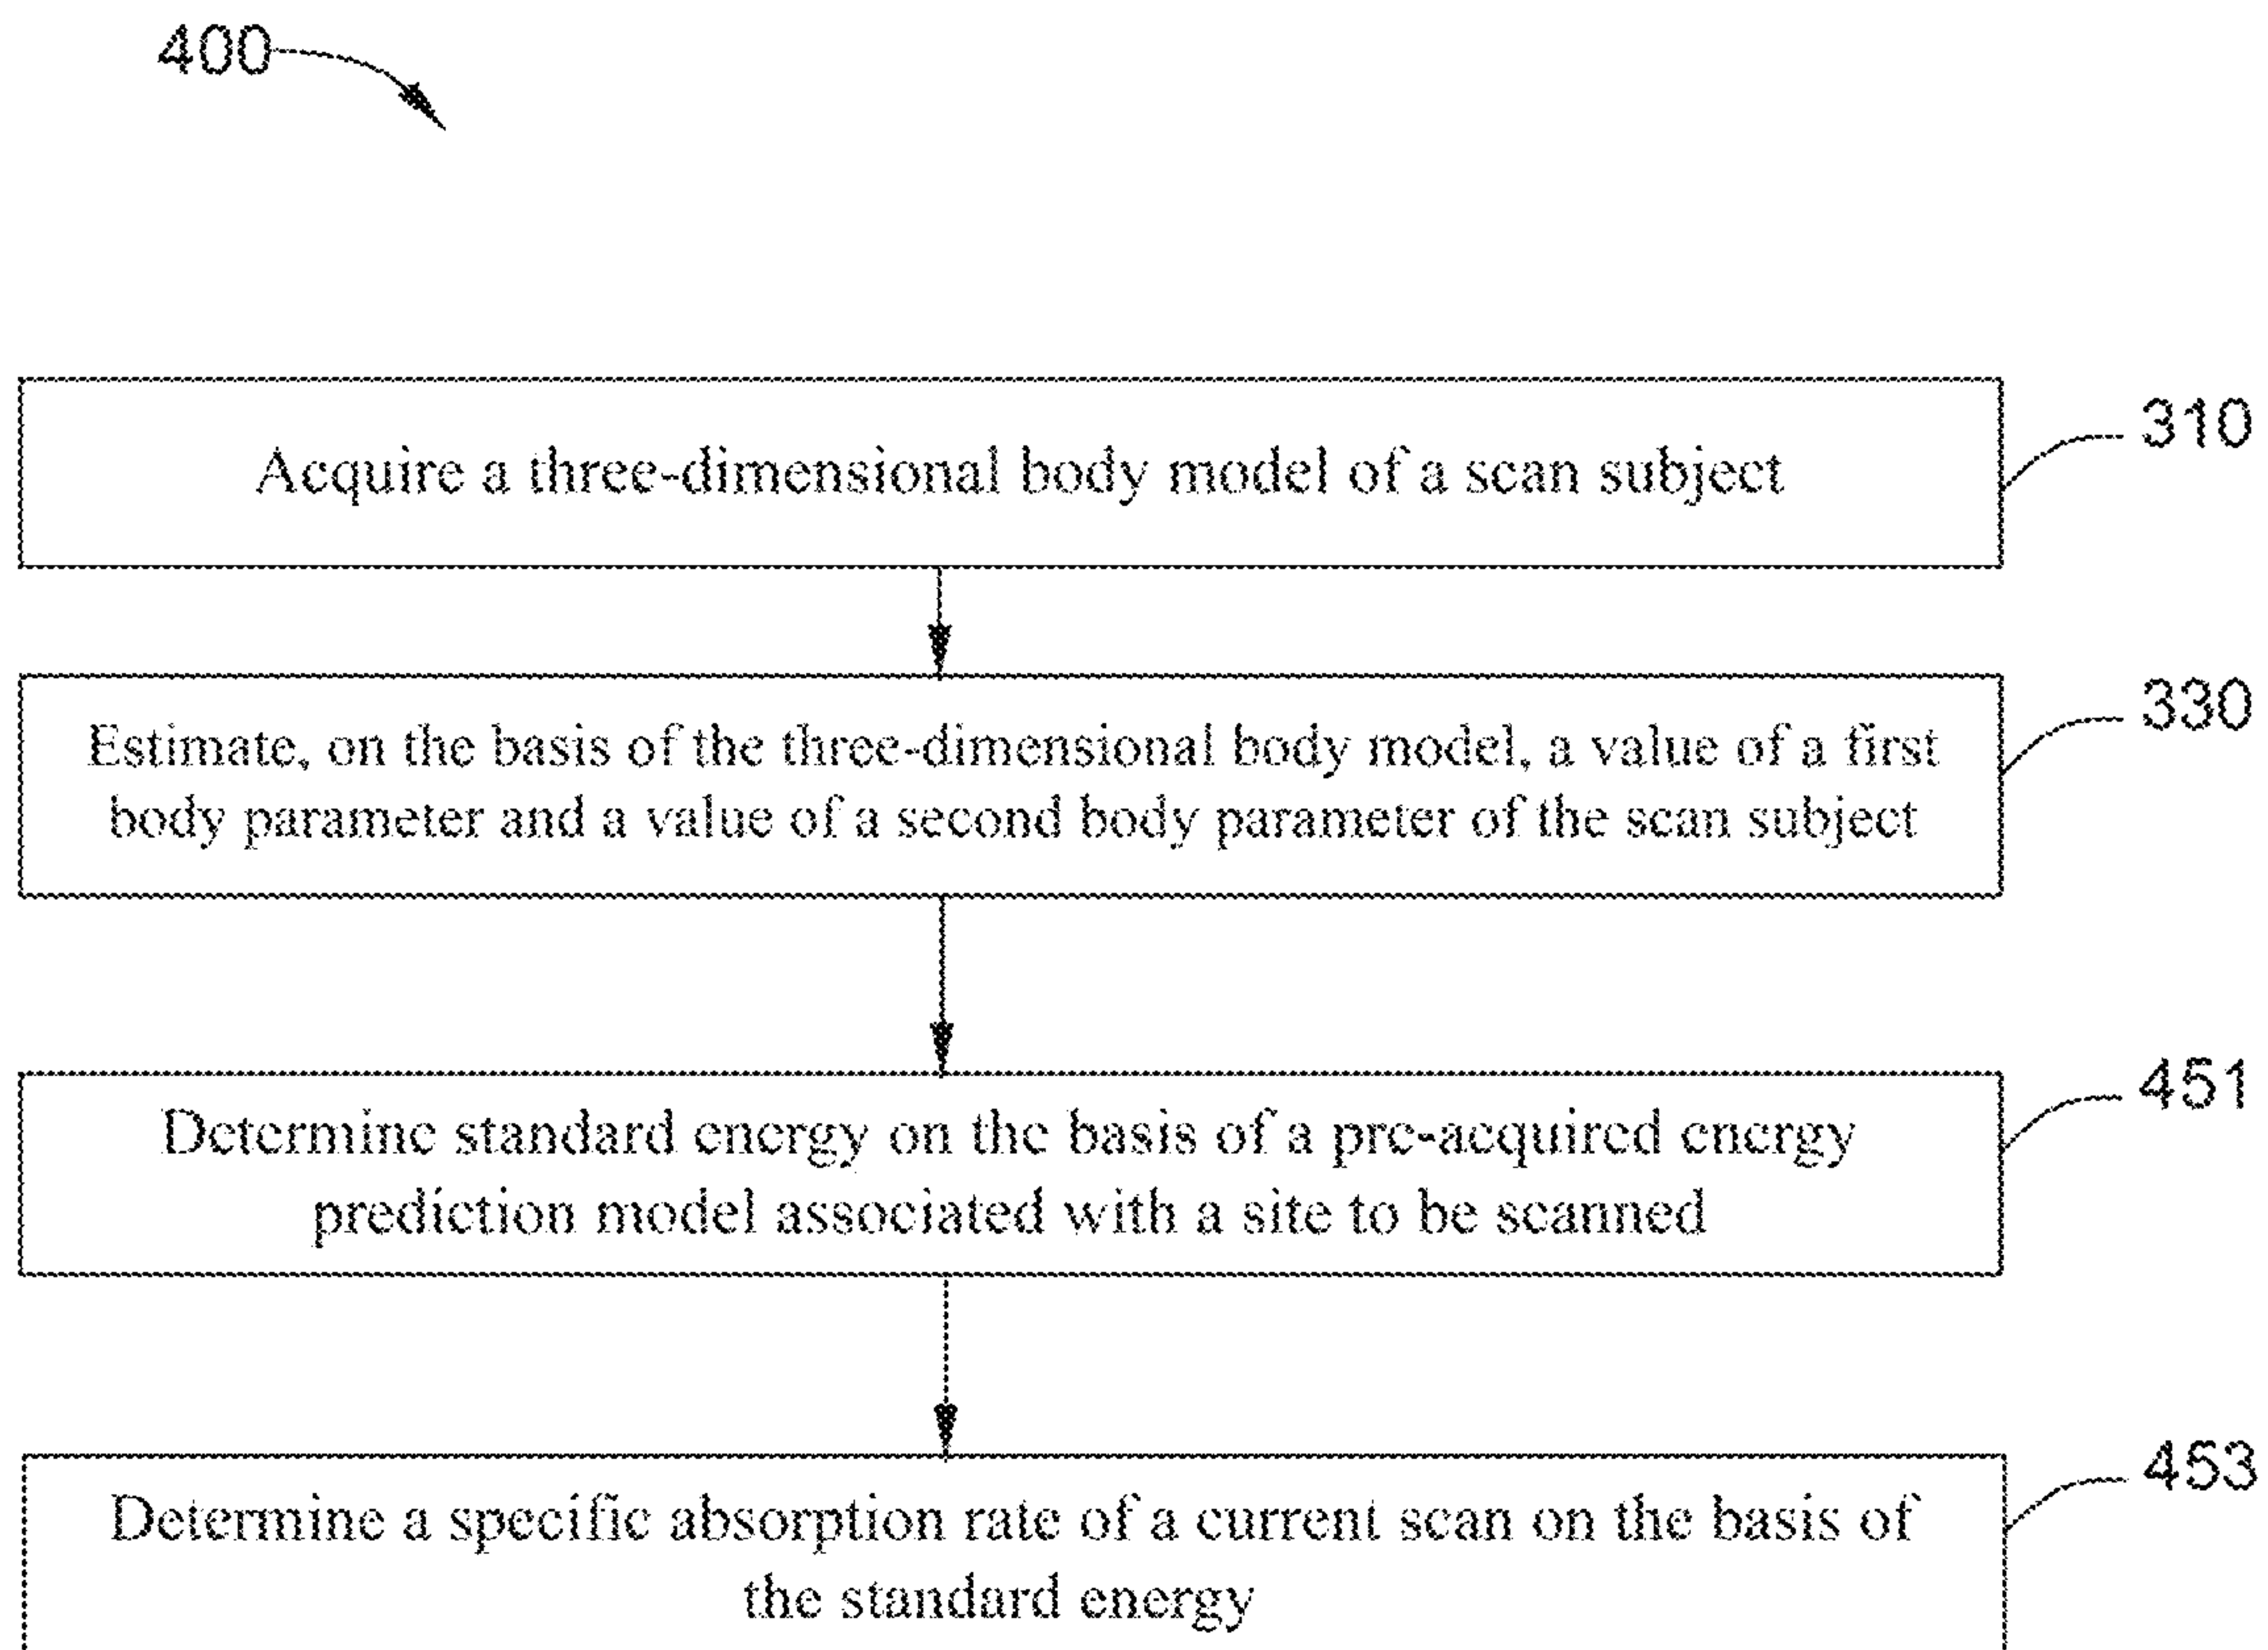 400
Acquire a three-dimensional body model of a scan subject
310
Estimate, on the basis of the three-dimensional body model, a value of a first
body parameter and a value of a second body parameter of the scan subject
330
Determine standard energy on the basis of a pre-acquired energy
prediction model associated with a site to be scanned
451
Determine a specific absorption rate of a current scan on the basis of
the standard energy
453